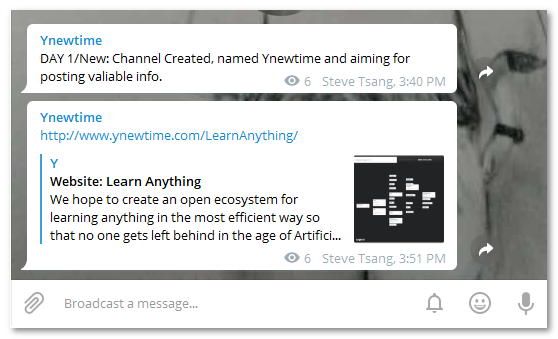 Ynewtime
DAY 1/New: Channel Created, named Ynewtime and aiming for
posting valiable info.
6 Steve Tsang, 3:40 PM
Ynewtime
http://www.ynewtime.com/LearnAnything/
Y
Website: Learn Anything
We hope to create an open ecosystem for
learning anything in the most efficient way so
that no one gets left behind in the age of Artifici...
6 Steve Tsang, 3:51 PM
Broadcast a message...